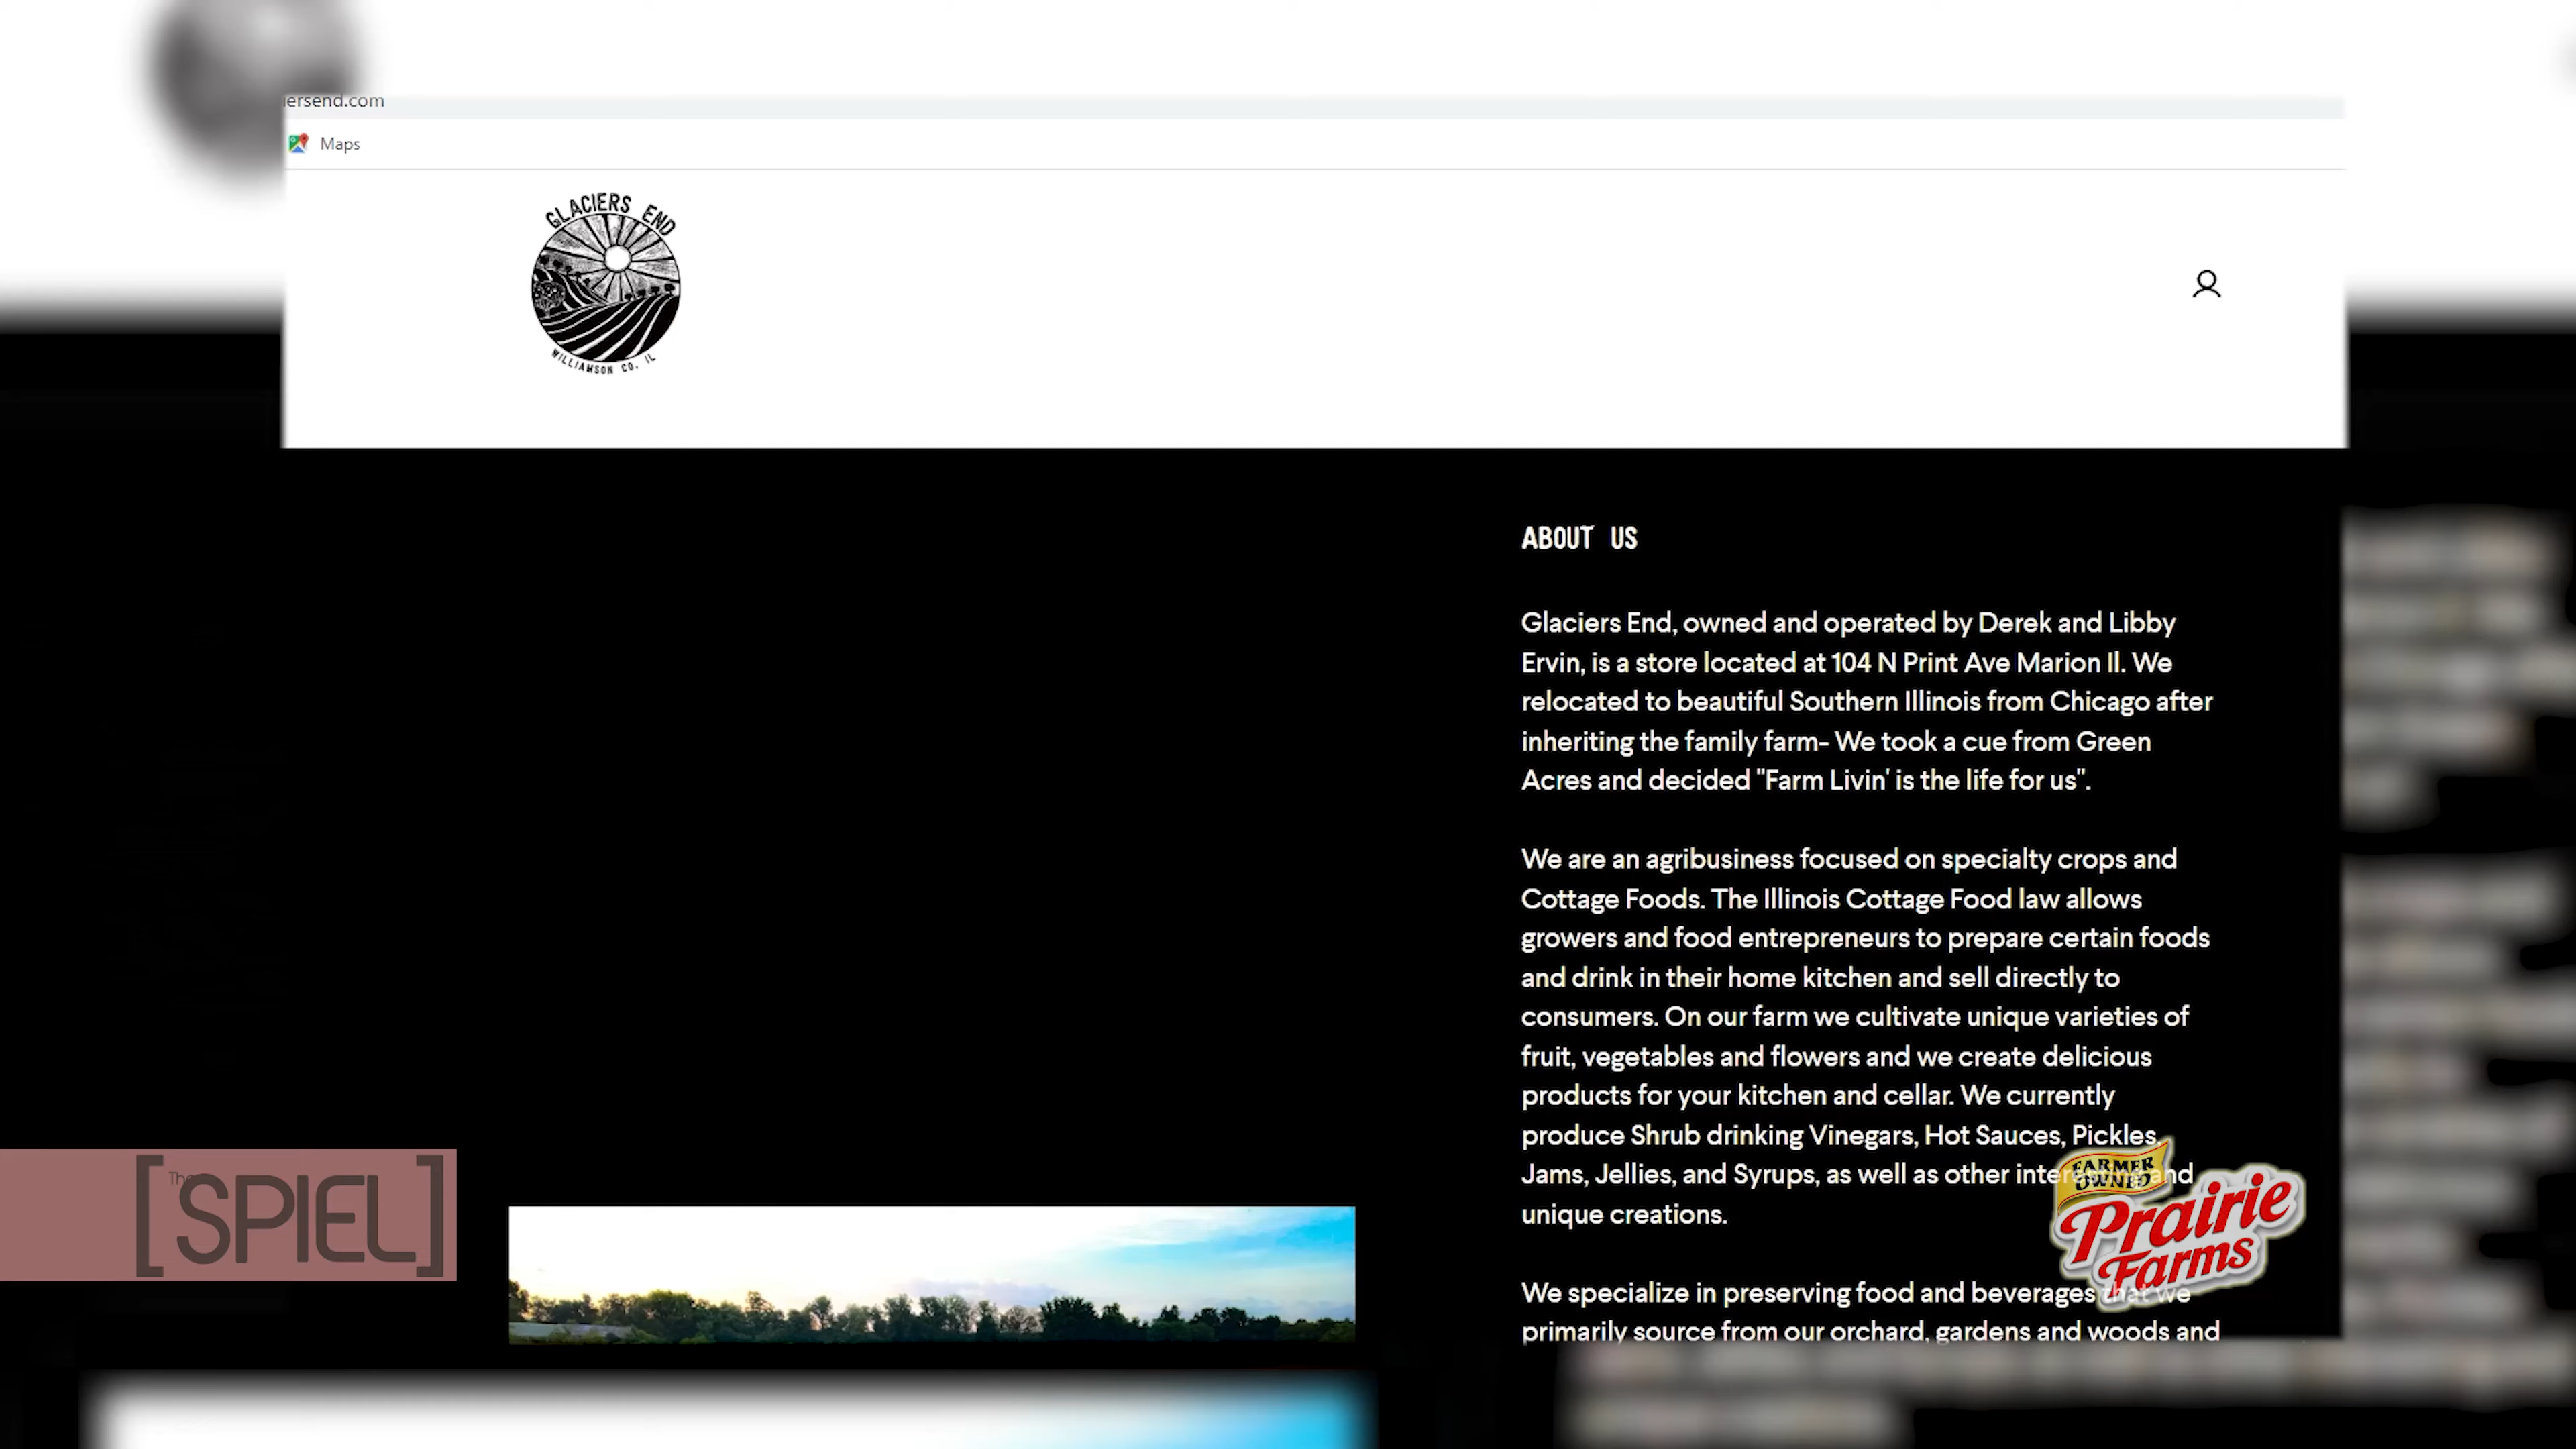 iersend.com
Maps
GLACIERS END
WILLIAMSON CO. IL
ABOUT US
Glaciers End, owned and operated by Derek and Libby
Ervin, is a store located at 104 N Print Ave Marion Il. We
relocated to beautiful Southern Illinois from Chicago after
inheriting the family farm- We took a cue from Green
Acres and decided "Farm Livin' is the life for us".
We are an agribusiness focused on specialty crops and
Cottage Foods. The Illinois Cottage Food law allows
growers and food entrepreneurs to prepare certain foods
and drink in their home kitchen and sell directly to
consumers. On our farm we cultivate unique varieties of
fruit, vegetables and flowers and we create delicious
products for your kitchen and cellar. We currently
produce Shrub drinking Vinegars, Hot Sauces, Pickles,
Jams, Jellies, and Syrups, as well as other interesting and
unique creations.
We specialize in preserving food and beverages that we
primarily source from our orchard, gardens and woods and
[The SPIEL]
FARMER
OWNED
Prairie
Farms